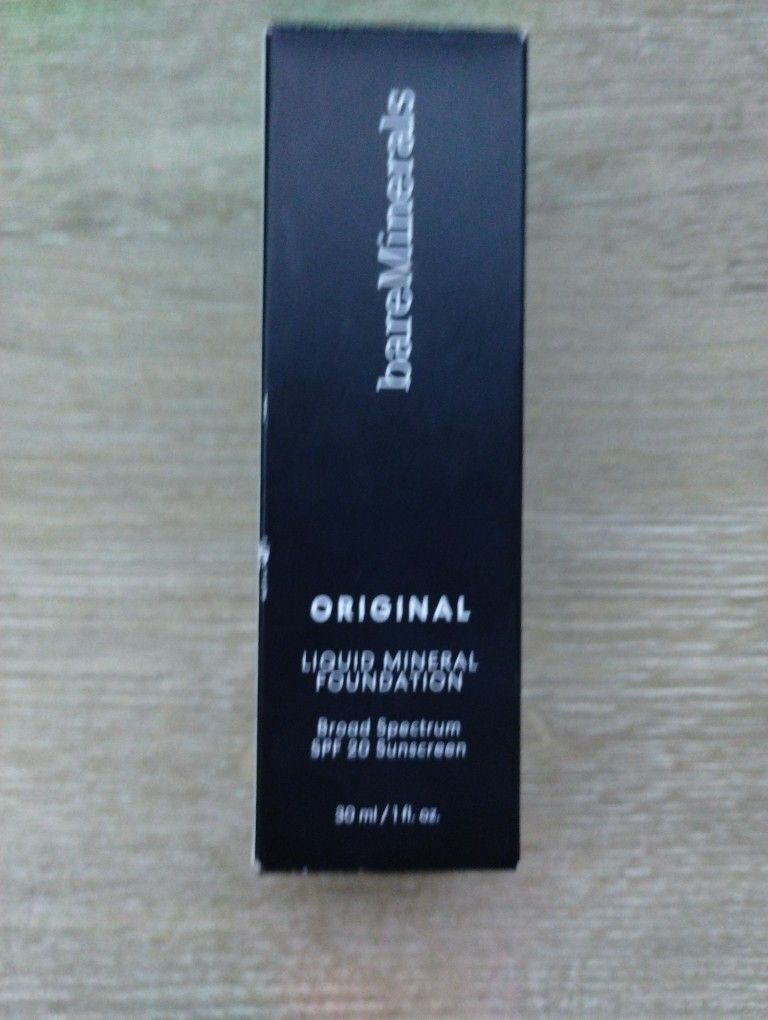 bareMinerals
ORIGINAL
LIQUID MINERAL
FOUNDATION
Broad Spectrum
SPF 20 Sunscreen
30 ml / 1 fl. oz.